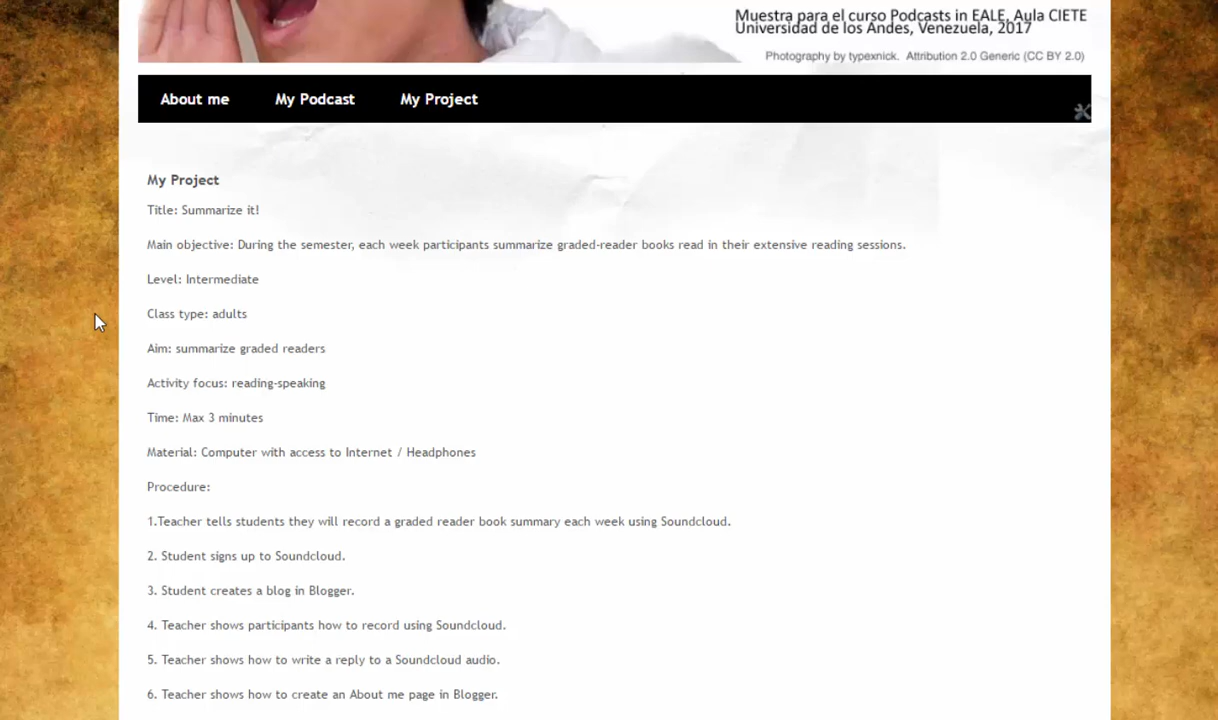 Muestra para el curso Podcasts in EALE, Aula CIETE
Universidad de los Andes, Venezuela, 2017
Photography by typexnick. Attribution 2.0 Generic (CC BY 2.0)
About me My Podcast My Project
My Project
Title: Summarize it!
Main objective: During the semester, each week participants summarize graded-reader books read in their extensive reading sessions.
Level: Intermediate
Class type: adults
Aim: summarize graded readers
Activity focus: reading-speaking
Time: Max 3 minutes
Material: Computer with access to Internet / Headphones
Procedure:
1.Teacher tells students they will record a graded reader book summary each week using Soundcloud.
2. Student signs up to Soundcloud.
3. Student creates a blog in Blogger.
4. Teacher shows participants how to record using Soundcloud.
5. Teacher shows how to write a reply to a Soundcloud audio.
6. Teacher shows how to create an About me page in Blogger.